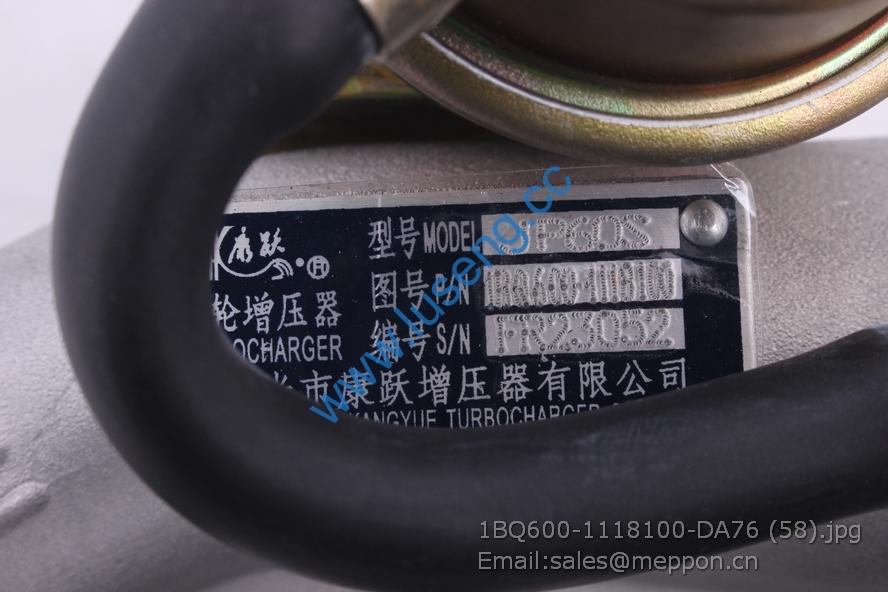 康跃 ®
型号 MODEL JP60S
轮增压器
图号 P/N
OCHARGER
编号 S/N FR23052
市康跃增压器有限公司
KANGYUE TURBOCHARGER
www.luseng.cc
1BQ600-1118100-DA76 (58).jpg
Email:sales@meppon.cn